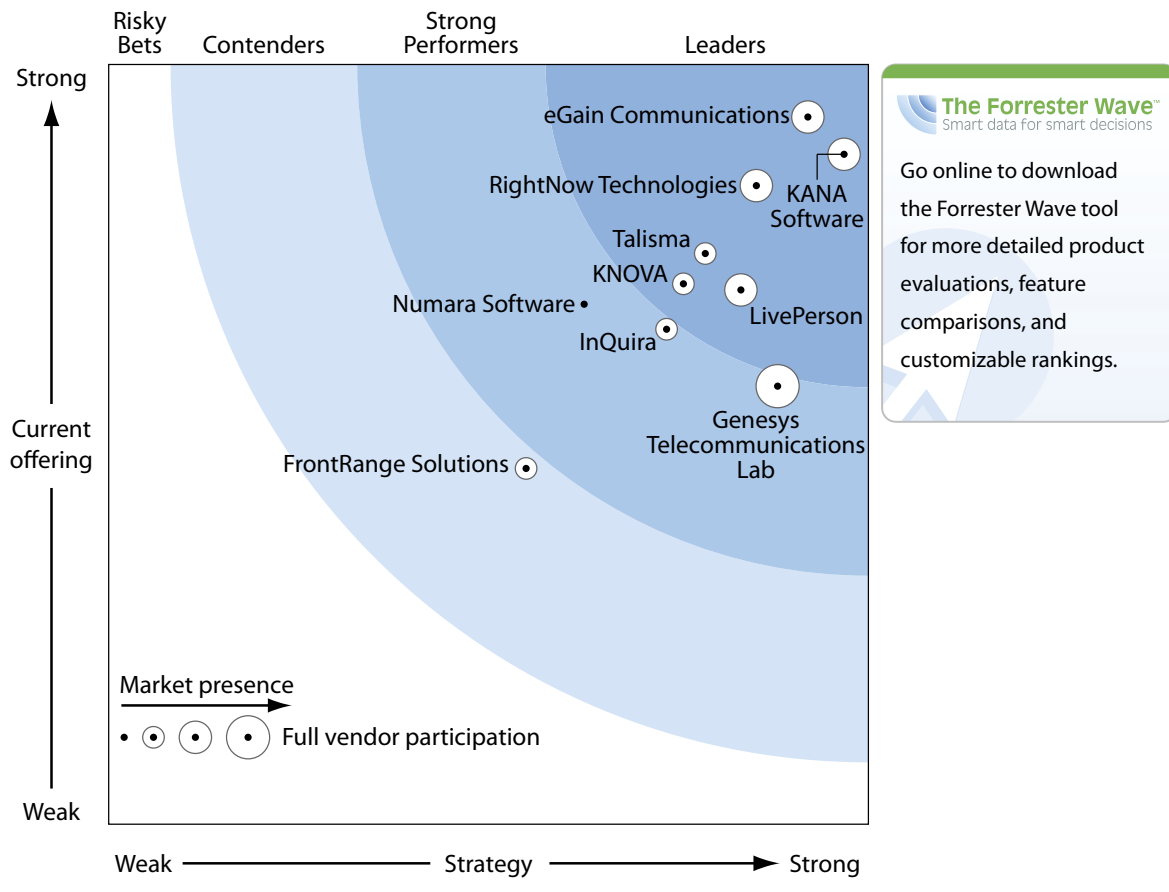 Risky
Bets
Contenders
Strong
Performers
Leaders
Strong
Current
offering
Weak
eGain Communications
KANA
Software
RightNow Technologies
Talisma
KNOVA
LivePerson
Numara Software
InQuira
Genesys
Telecommunications
Lab
FrontRange Solutions
Market presence
Full vendor participation
Weak
Strategy
Strong
The Forrester Wave™
Smart data for smart decisions
Go online to download
the Forrester Wave tool
for more detailed product
evaluations, feature
comparisons, and
customizable rankings.